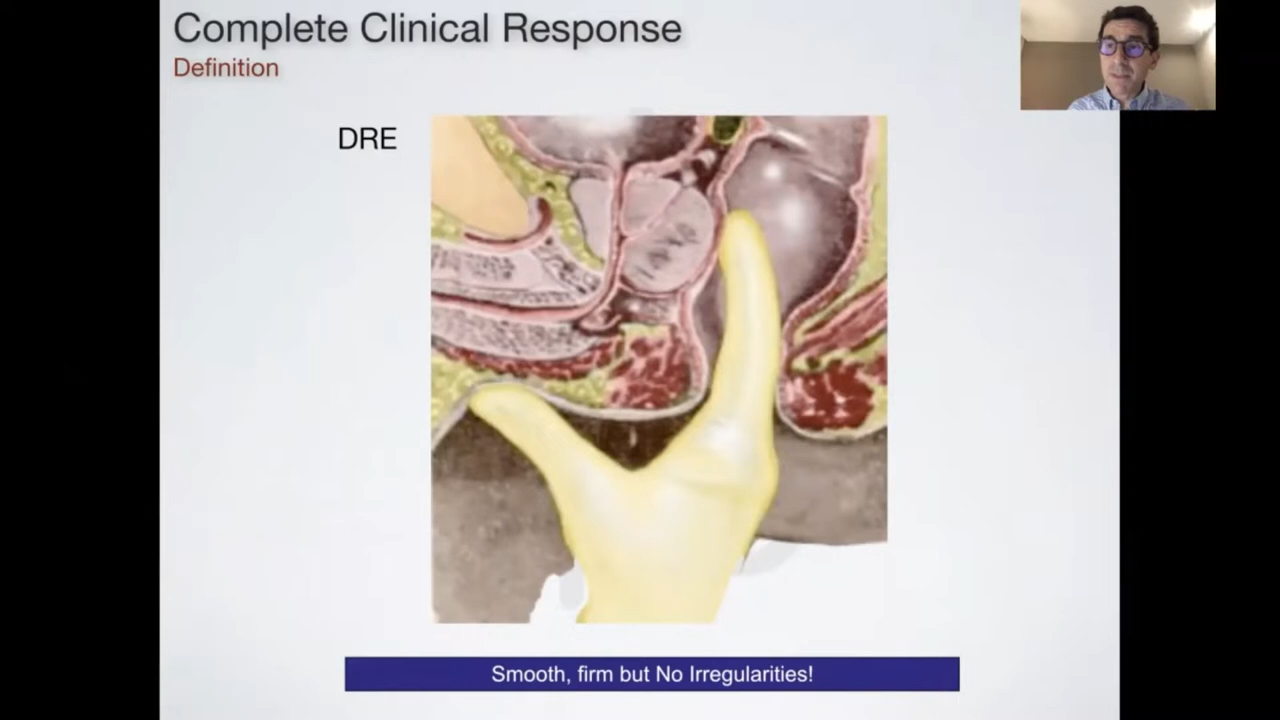 Complete Clinical Response
Definition
DRE
Smooth, firm but No Irregularities!